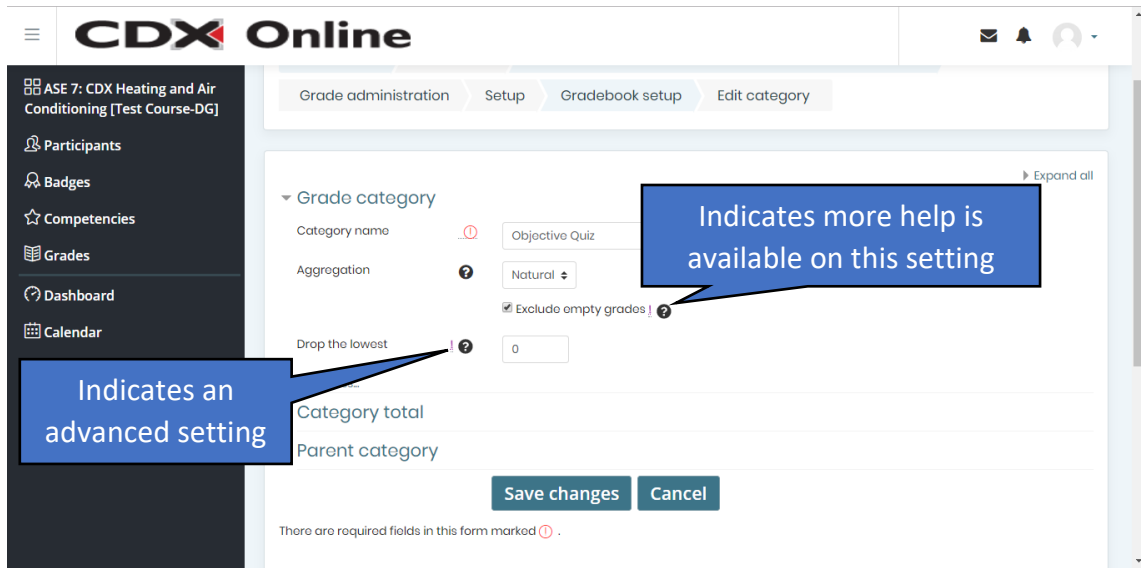 CDX Online
ASE 7: CDX Heating and Air
Conditioning [Test Course-DG]
Participants
Badges
Competencies
Grades
Dashboard
Calendar
Grade administration Setup Gradebook setup Edit category
Expand all
Grade category
Category name Objective Quiz
Aggregation Natural
Exclude empty grades ! ?
Drop the lowest ! ? 0
Category total
Parent category
Save changes Cancel
There are required fields in this form marked .
Indicates more help is
available on this setting
Indicates an
advanced setting